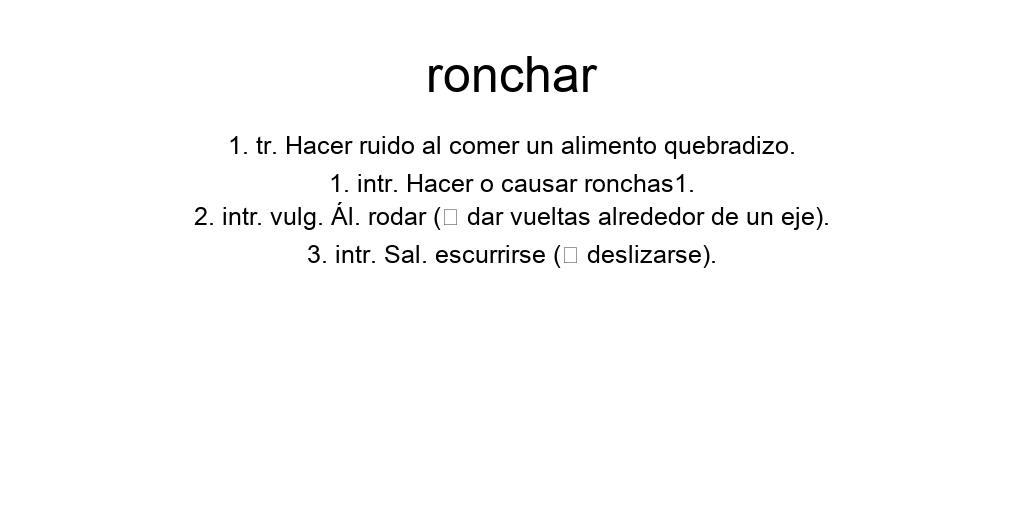 ronchar
1. tr. Hacer ruido al comer un alimento quebradizo.
1. intr. Hacer o causar ronchas1.
2. intr. vulg. Ál. rodar (□ dar vueltas alrededor de un eje).
3. intr. Sal. escurrirse (□ deslizarse).